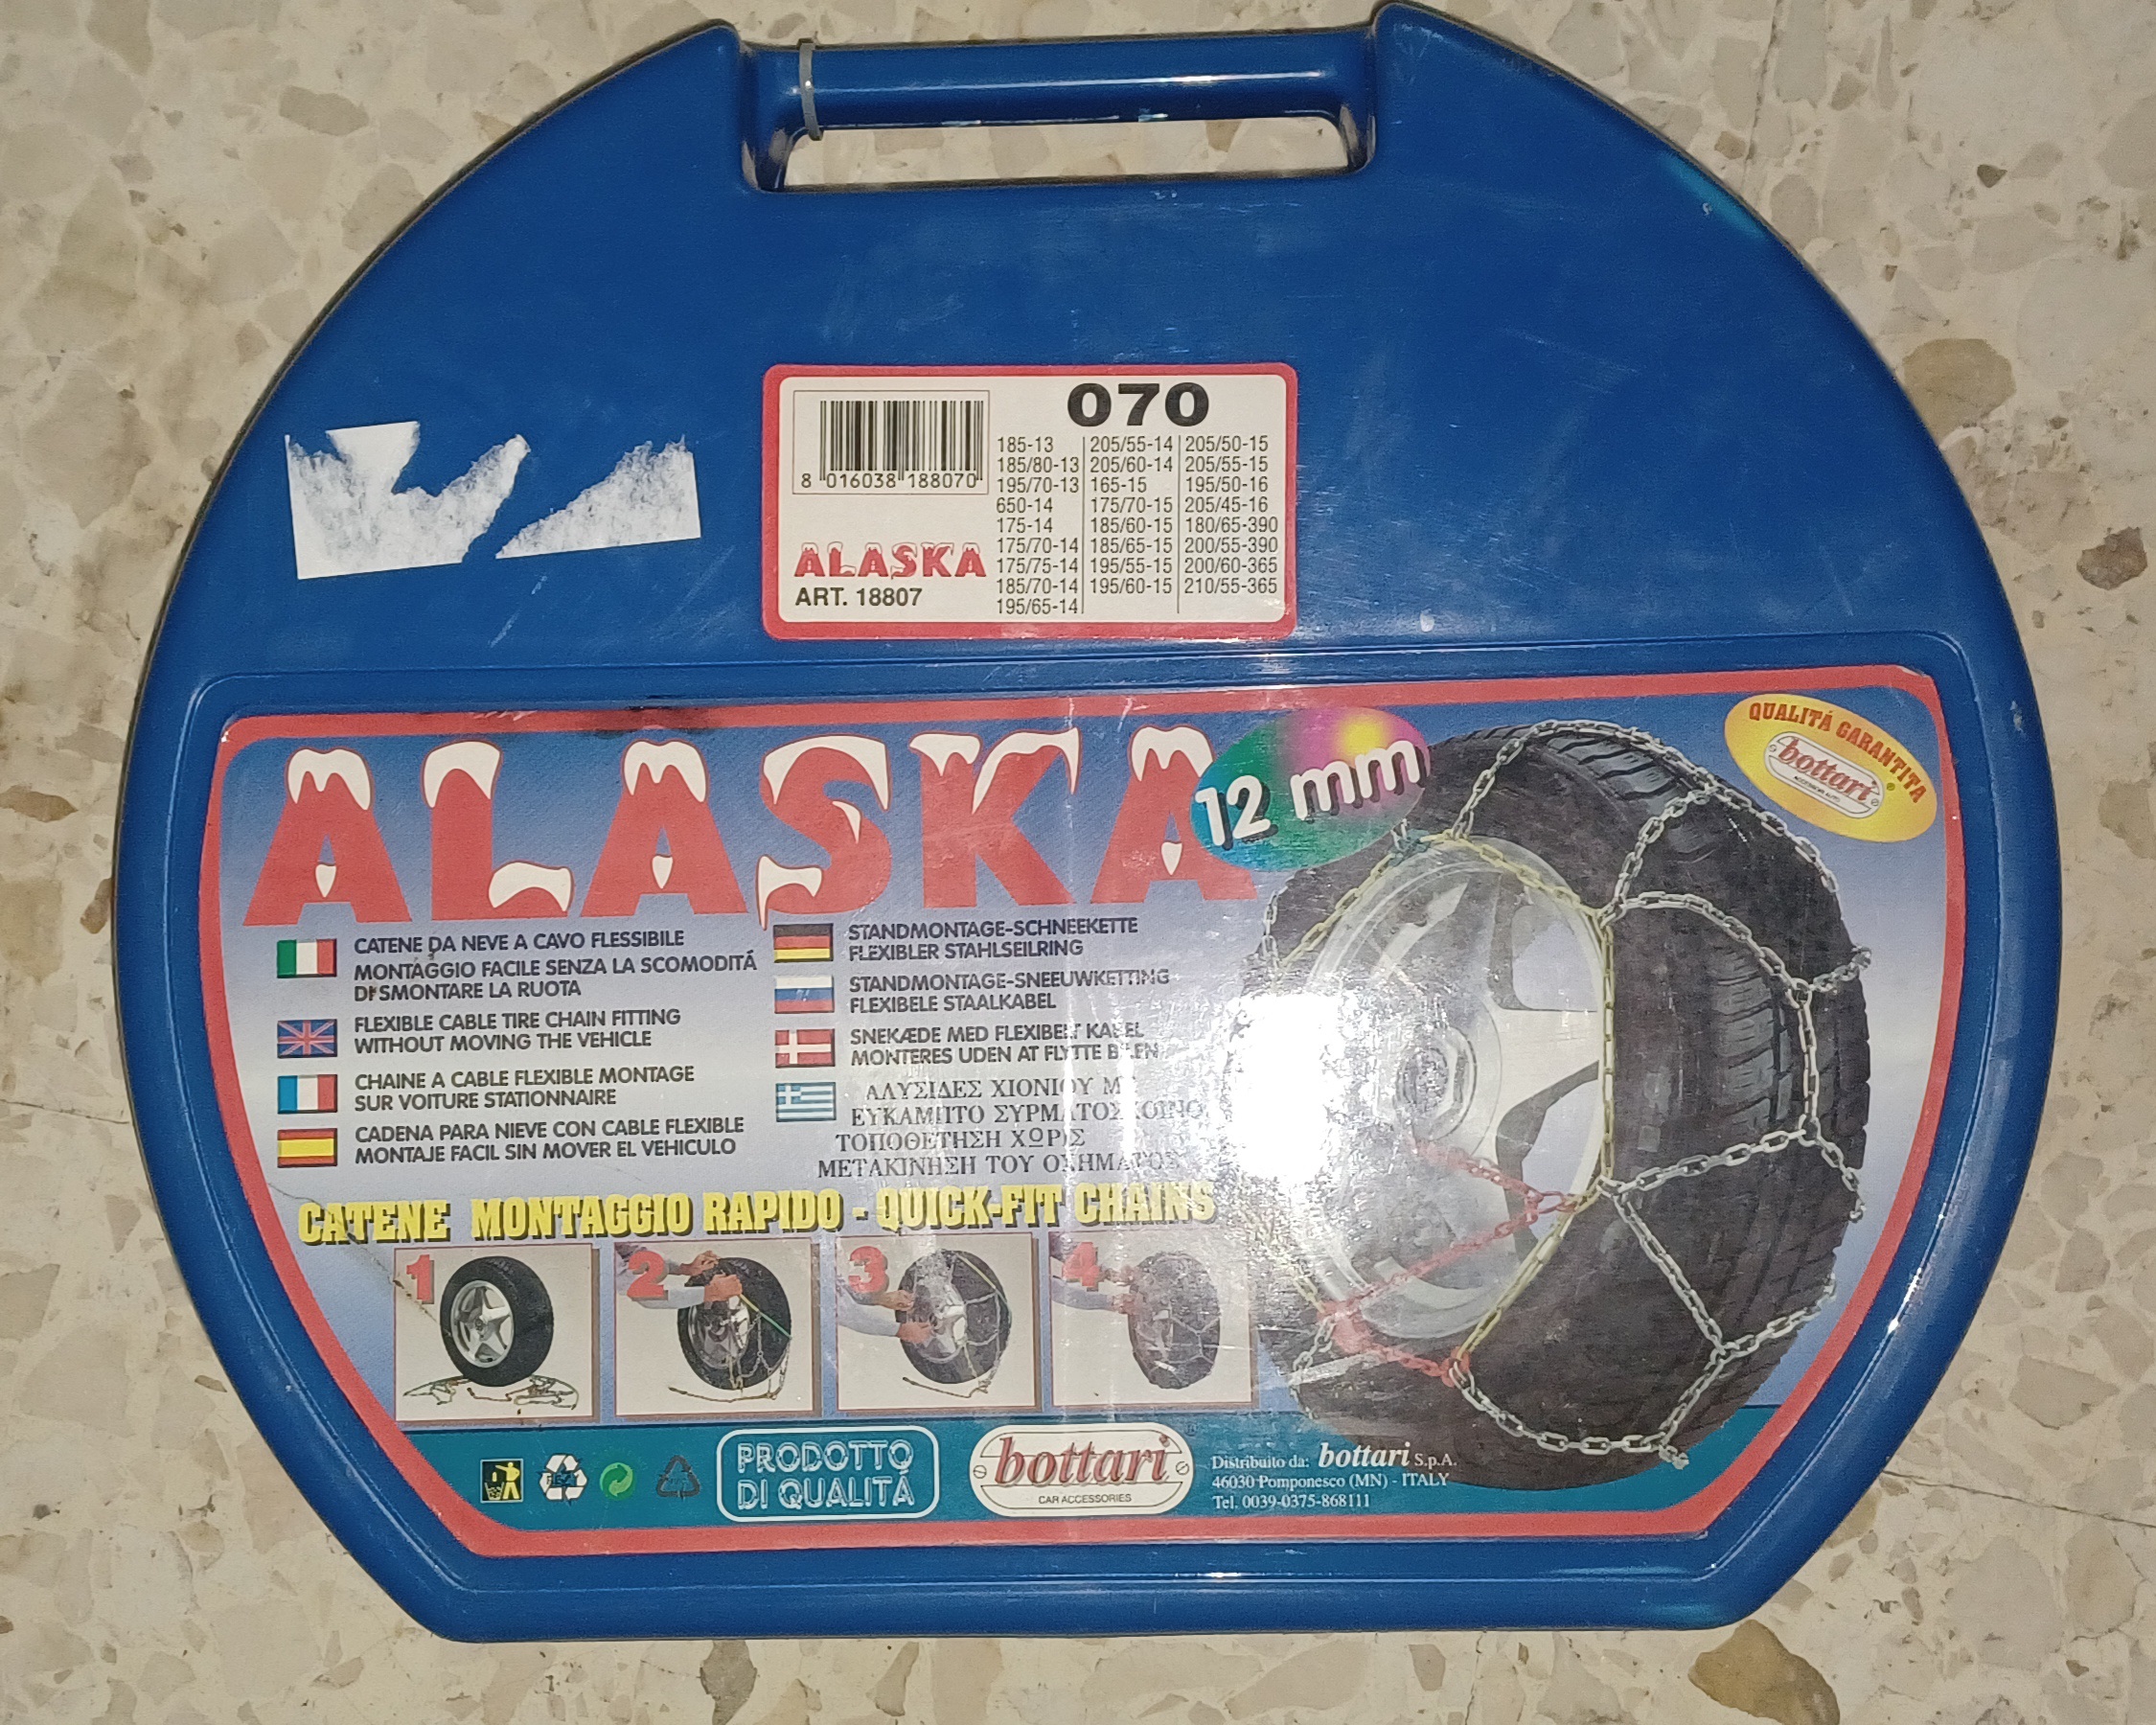 070
8 016038 188070
ALASKA
ART. 18807
185-13
185/80-13
195/70-13
650-14
175-14
175/70-14
175/75-14
185/70-14
195/65-14
205/55-14
205/60-14
165-15
175/70-15
185/60-15
185/65-15
195/55-15
195/60-15
205/50-15
205/55-15
195/50-16
205/45-16
180/65-390
200/55-390
200/60-365
210/55-365
ALASKA
12 mm
QUALITÁ GARANTITA
bottari
ACCESSORI AUTO
CATENE DA NEVE A CAVO FLESSIBILE
MONTAGGIO FACILE SENZA LA SCOMODITÁ
DI SMONTARE LA RUOTA
FLEXIBLE CABLE TIRE CHAIN FITTING
WITHOUT MOVING THE VEHICLE
CHAINE A CABLE FLEXIBLE MONTAGE
SUR VOITURE STATIONNAIRE
CADENA PARA NIEVE CON CABLE FLEXIBLE
MONTAJE FACIL SIN MOVER EL VEHICULO
STANDMONTAGE-SCHNEEKETTE
FLEXIBLER STAHLSEILRING
STANDMONTAGE-SNEEUWKETTING
FLEXIBELE STAALKABEL
SNEKÆDE MED FLEXIBELT KABEL
MONTERES UDEN AT FLYTTE BILEN
ΑΛΥΣΙΔΕΣ ΧΙΟΝΙΟΥ
ΕΥΚΑΜΠΤΟ
ΤΟΠΟΘΕΤΗΣΗ ΧΩΡΙΣ
ΜΕΤΑΚΙΝΗΣΗ ΤΟΥ ΟΧΗΜΑΤΟΣ
CATENE MONTAGGIO RAPIDO - QUICK-FIT CHAINS
1
2
3
4
PRODOTTO
DI QUALITÁ
bottari
CAR ACCESSORIES
Distribuito da: bottari S.p.A.
46030 Pomponesco (MN) - ITALY
Tel. 0039-0375-868111